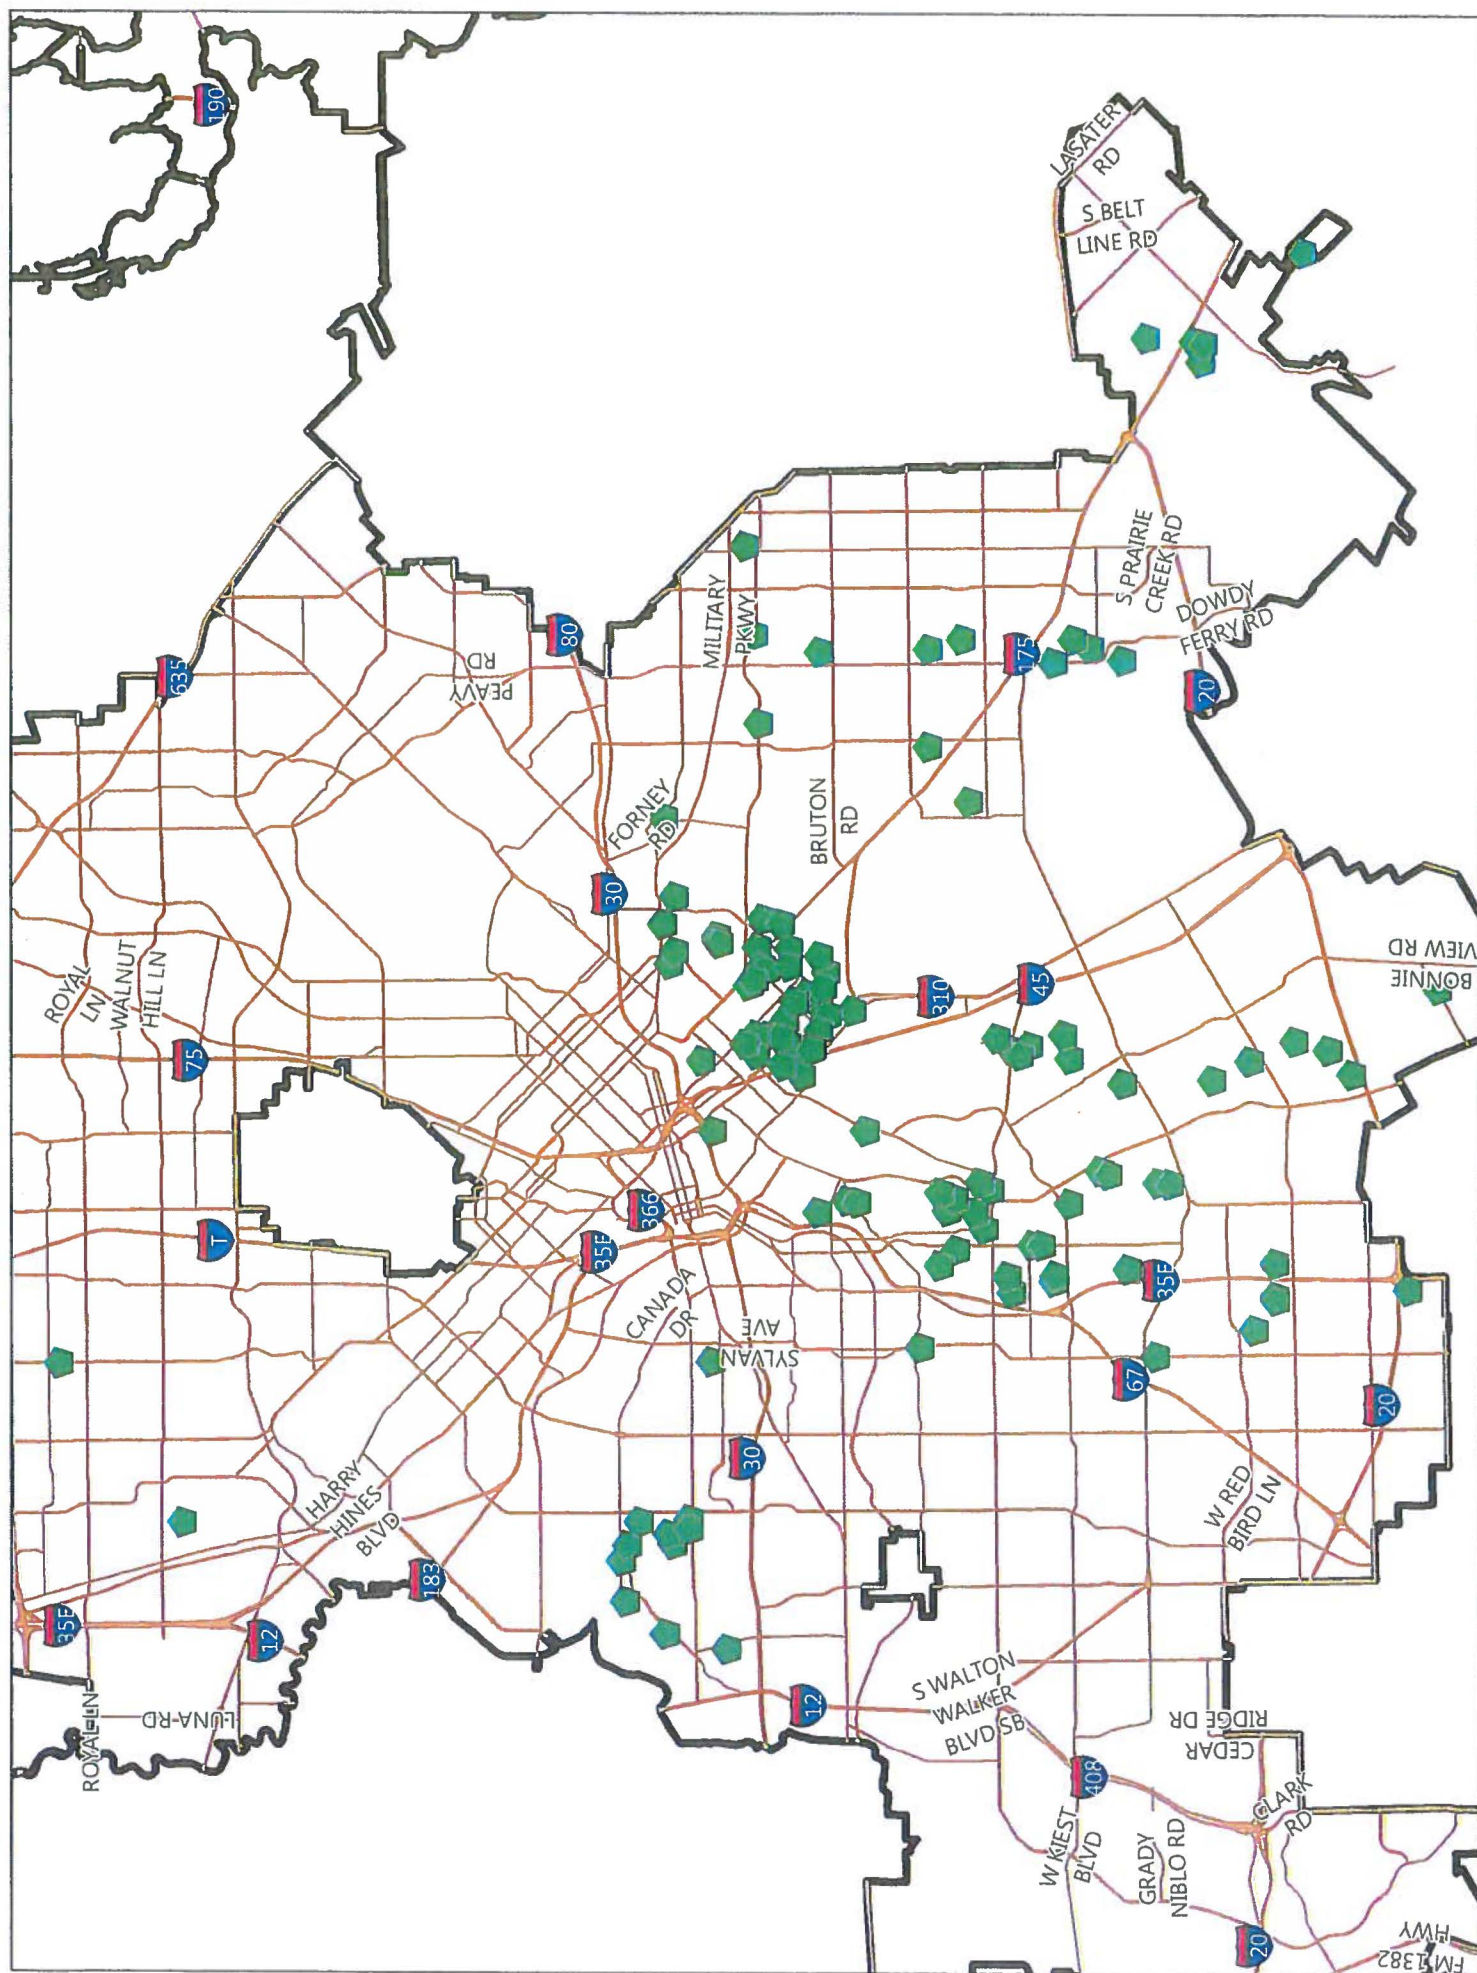 190
LASATER
RD
S BELT
LINE RD
635
80
PEAVY
RD
MILITARY
PKWY
S PRAIRIE
CREEK RD
DOWDY
FERRY RD
175
20
FORNEY
RD
BRUTON
RD
30
ROYAL
LN
WALNUT
HILL LN
75
310
45
BONNIE
VIEW RD
T
366
35E
CANADA
DR
SYLVAN
AVE
35E
67
20
30
HARRY
HINES
BLVD
W RED
BIRD LN
183
35E
12
LUNA RD
ROYAL LN
12
S WALTON
WALKER
BLVD SB
CEDAR
RIDGE DR
408
CLARK
RD
W KIEST
BLVD
GRADY
NIBLO RD
20
FM 1382
HWY